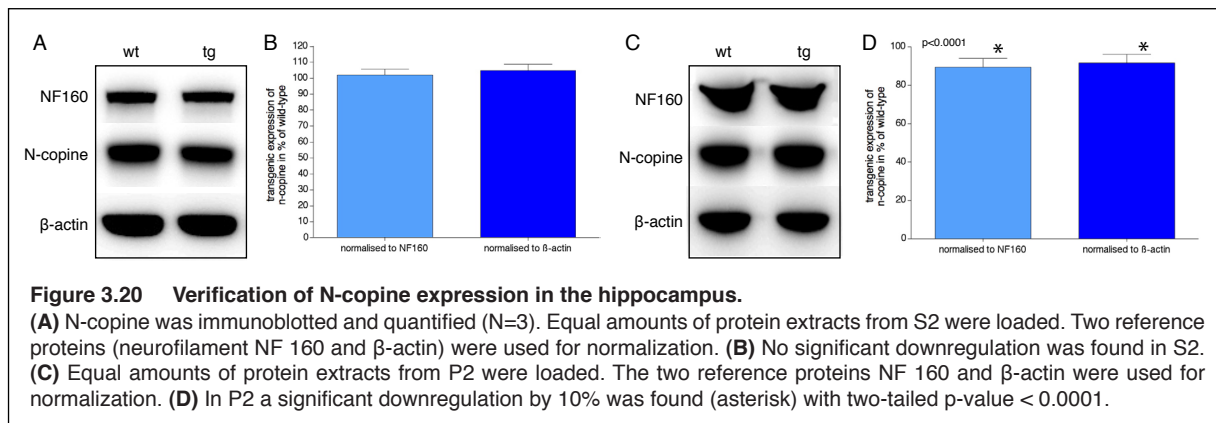 A
wt tg
NF160
N-copine
β-actin
B
transgenic expression of
n-copine in % of wild-type
120
110
100
90
80
70
60
50
40
30
20
10
0
normalised to NF160
normalised to ß-actin
C
wt tg
NF160
N-copine
β-actin
D
transgenic expression of
n-copine in % of wild-type
100
80
60
40
20
0
p<0.0001
*
*
normalised to NF160
normalised to ß-actin
Figure 3.20 Verification of N-copine expression in the hippocampus.
(A) N-copine was immunoblotted and quantified (N=3). Equal amounts of protein extracts from S2 were loaded. Two reference
proteins (neurofilament NF 160 and β-actin) were used for normalization. (B) No significant downregulation was found in S2.
(C) Equal amounts of protein extracts from P2 were loaded. The two reference proteins NF 160 and β-actin were used for
normalization. (D) In P2 a significant downregulation by 10% was found (asterisk) with two-tailed p-value < 0.0001.